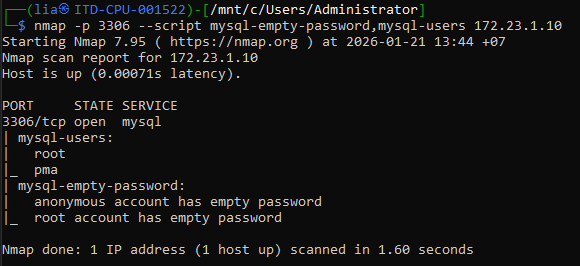 ┌──(lia㉿ITD-CPU-001522)-[/mnt/c/Users/Administrator]
└─$ nmap -p 3306 --script mysql-empty-password,mysql-users 172.23.1.10
Starting Nmap 7.95 ( https://nmap.org ) at 2026-01-21 13:44 +07
Nmap scan report for 172.23.1.10
Host is up (0.00071s latency).

PORT     STATE SERVICE
3306/tcp open  mysql
| mysql-users:
|   root
|_  pma
| mysql-empty-password:
|   anonymous account has empty password
|_  root account has empty password

Nmap done: 1 IP address (1 host up) scanned in 1.60 seconds